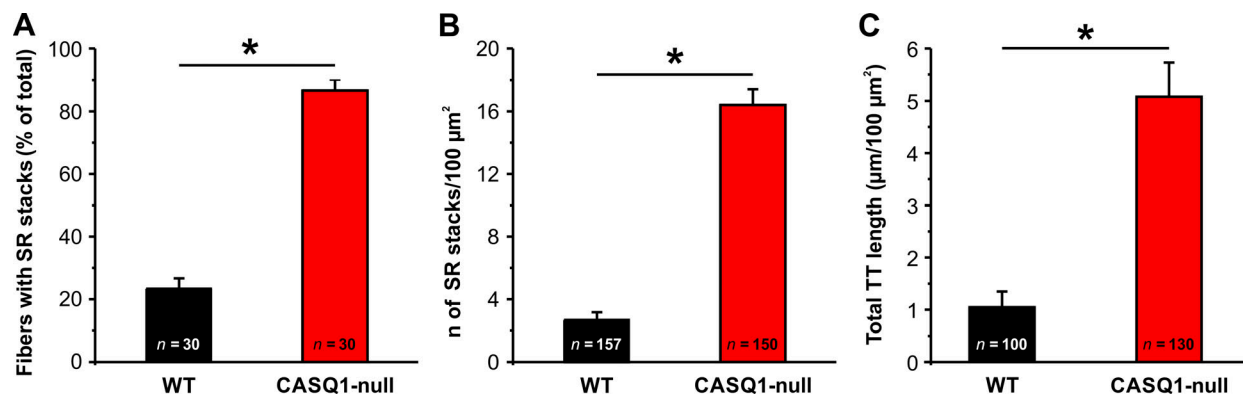 A
Fibers with SR stacks (% of total)
100
80
60
40
20
0
*
n = 30
n = 30
WT
CASQ1-null
B
n of SR stacks/100 µm²
20
16
12
8
4
0
*
n = 157
n = 150
WT
CASQ1-null
C
Total TT length (µm/100 µm²)
6
5
4
3
2
1
0
*
n = 100
n = 130
WT
CASQ1-null